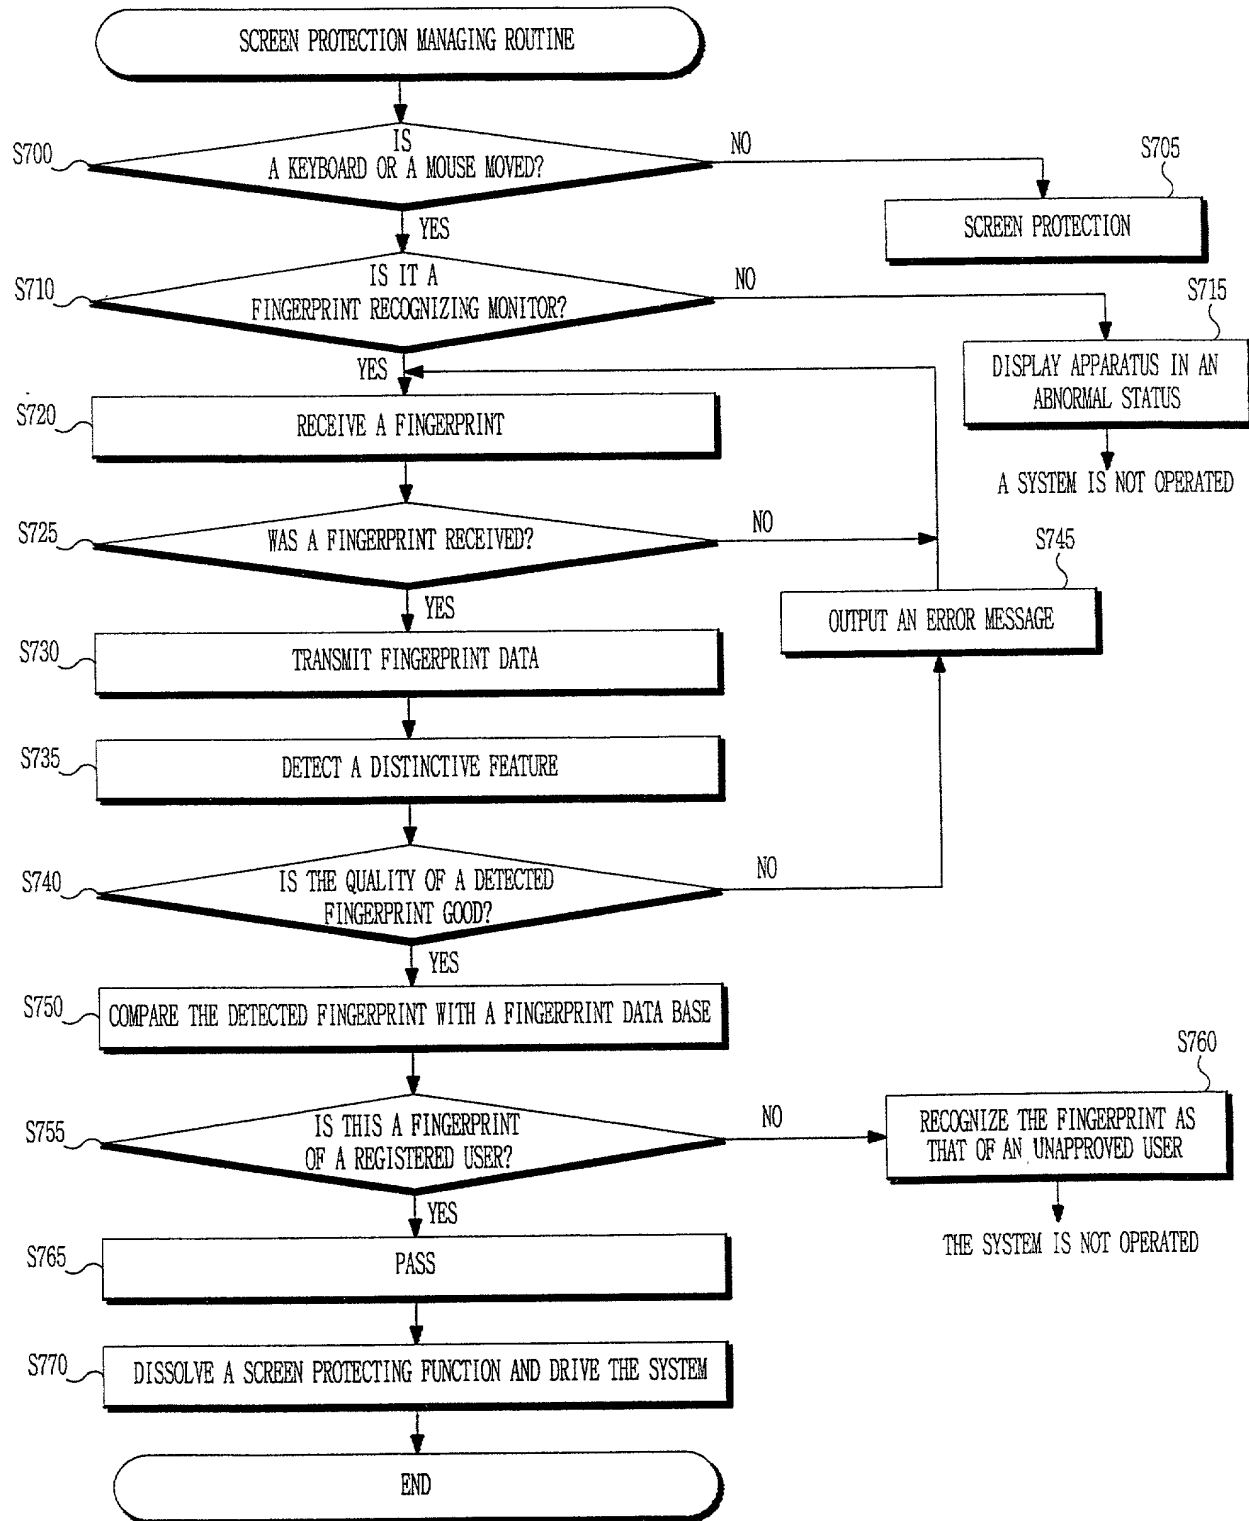 SCREEN PROTECTION MANAGING ROUTINE
S700
IS
A KEYBOARD OR A MOUSE MOVED?
NO
S705
SCREEN PROTECTION
YES
S710
IS IT A
FINGERPRINT RECOGNIZING MONITOR?
NO
S715
DISPLAY APPARATUS IN AN
ABNORMAL STATUS
A SYSTEM IS NOT OPERATED
YES
S720
RECEIVE A FINGERPRINT
S725
WAS A FINGERPRINT RECEIVED?
NO
S745
OUTPUT AN ERROR MESSAGE
YES
S730
TRANSMIT FINGERPRINT DATA
S735
DETECT A DISTINCTIVE FEATURE
S740
IS THE QUALITY OF A DETECTED
FINGERPRINT GOOD?
NO
YES
S750
COMPARE THE DETECTED FINGERPRINT WITH A FINGERPRINT DATA BASE
S755
IS THIS A FINGERPRINT
OF A REGISTERED USER?
NO
S760
RECOGNIZE THE FINGERPRINT AS
THAT OF AN UNAPPROVED USER
THE SYSTEM IS NOT OPERATED
YES
S765
PASS
S770
DISSOLVE A SCREEN PROTECTING FUNCTION AND DRIVE THE SYSTEM
END